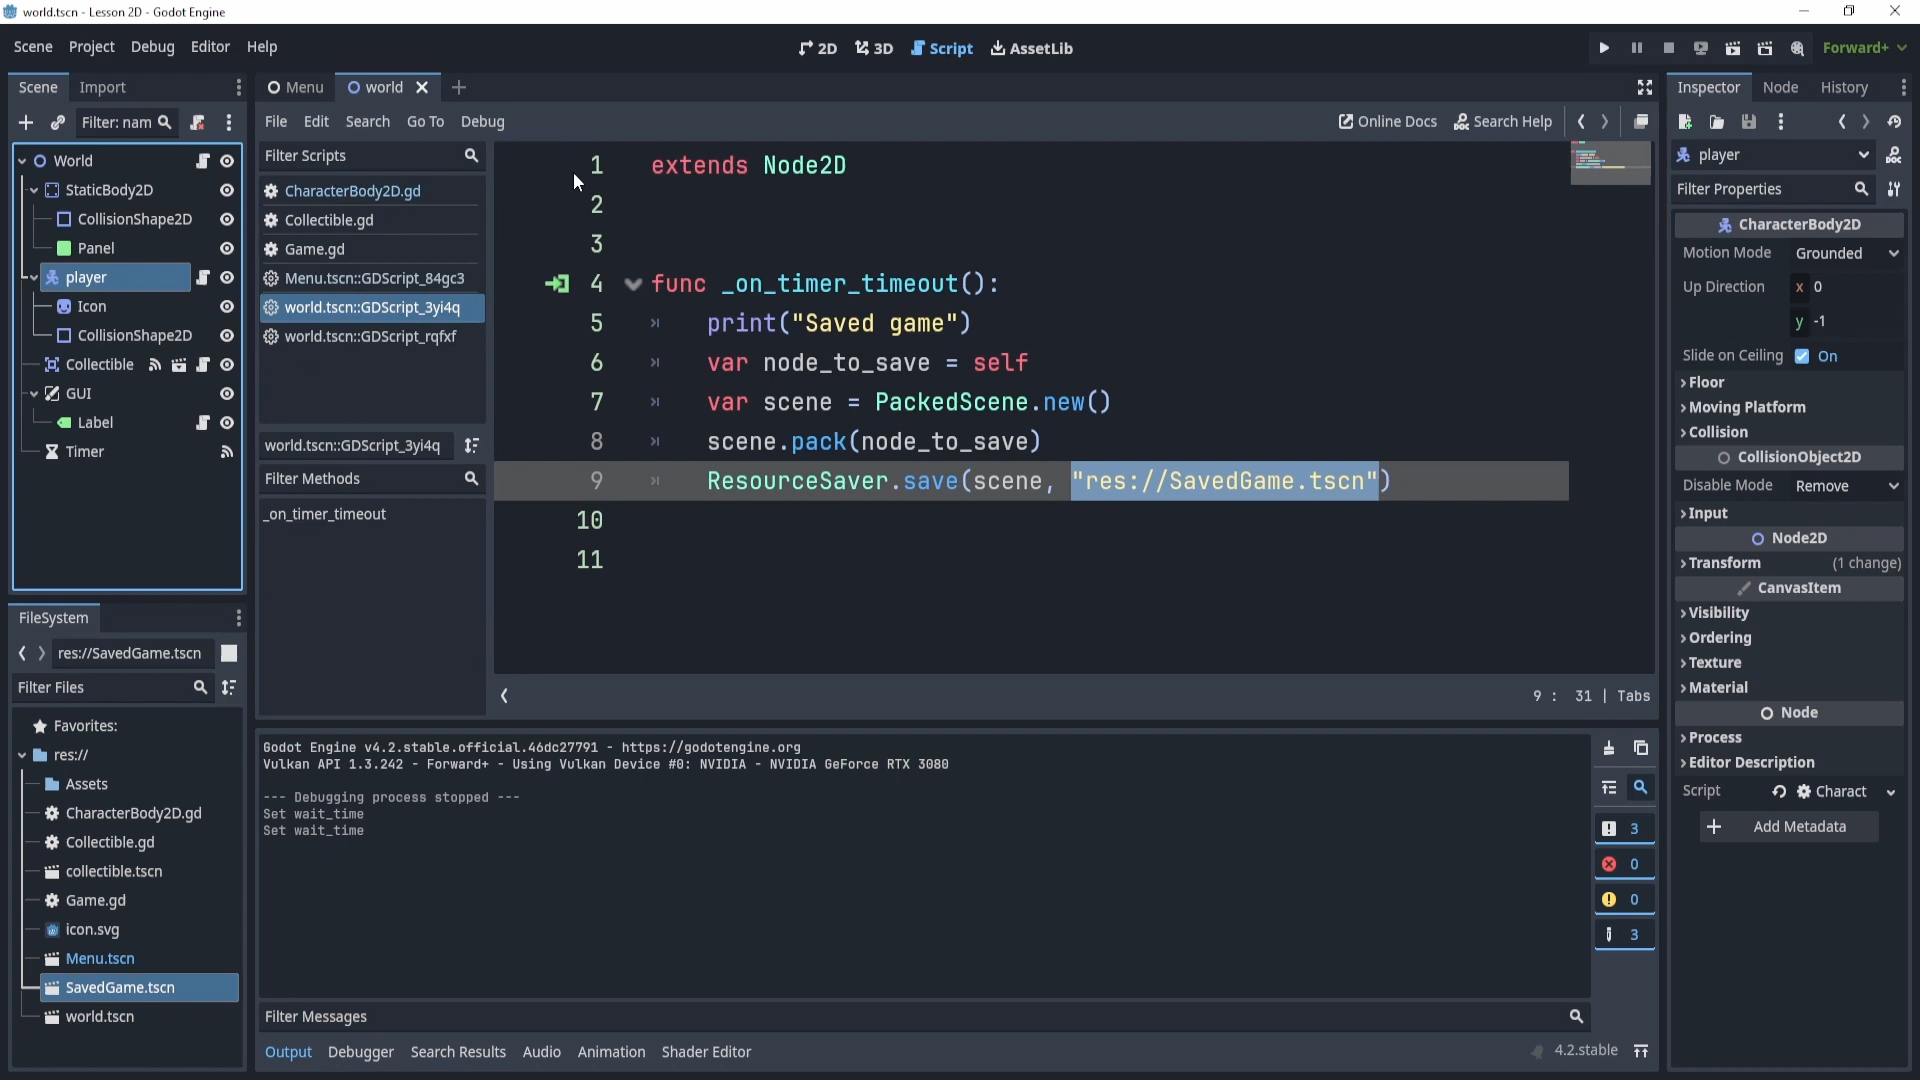 world.tscn - Lesson 2D - Godot Engine
Scene Project Debug Editor Help
2D 3D Script AssetLib
Forward+
Scene Import
Filter: nam
World
StaticBody2D
CollisionShape2D
Panel
player
Icon
CollisionShape2D
Collectible
GUI
Label
Timer
FileSystem
res://SavedGame.tscn
Filter Files
Favorites:
res://
Assets
CharacterBody2D.gd
Collectible.gd
collectible.tscn
Game.gd
icon.svg
Menu.tscn
SavedGame.tscn
world.tscn
Menu world
File Edit Search Go To Debug
Online Docs Search Help
Filter Scripts
CharacterBody2D.gd
Collectible.gd
Game.gd
Menu.tscn::GDScript_84gc3
world.tscn::GDScript_3yi4q
world.tscn::GDScript_rqfxf
world.tscn::GDScript_3yi4q
Filter Methods
_on_timer_timeout
1 extends Node2D
2
3
4 func _on_timer_timeout():
5 print("Saved game")
6 var node_to_save = self
7 var scene = PackedScene.new()
8 scene.pack(node_to_save)
9 ResourceSaver.save(scene, "res://SavedGame.tscn")
10
11
9 : 31 | Tabs
Godot Engine v4.2.stable.official.46dc27791 - https://godotengine.org
Vulkan API 1.3.242 - Forward+ - Using Vulkan Device #0: NVIDIA - NVIDIA GeForce RTX 3080
--- Debugging process stopped ---
Set wait_time
Set wait_time
3
0
0
3
Filter Messages
Output Debugger Search Results Audio Animation Shader Editor
4.2.stable
Inspector Node History
player
Filter Properties
CharacterBody2D
Motion Mode Grounded
Up Direction x 0
y -1
Slide on Ceiling On
Floor
Moving Platform
Collision
CollisionObject2D
Disable Mode Remove
Input
Node2D
Transform (1 change)
CanvasItem
Visibility
Ordering
Texture
Material
Node
Process
Editor Description
Script Charact
Add Metadata